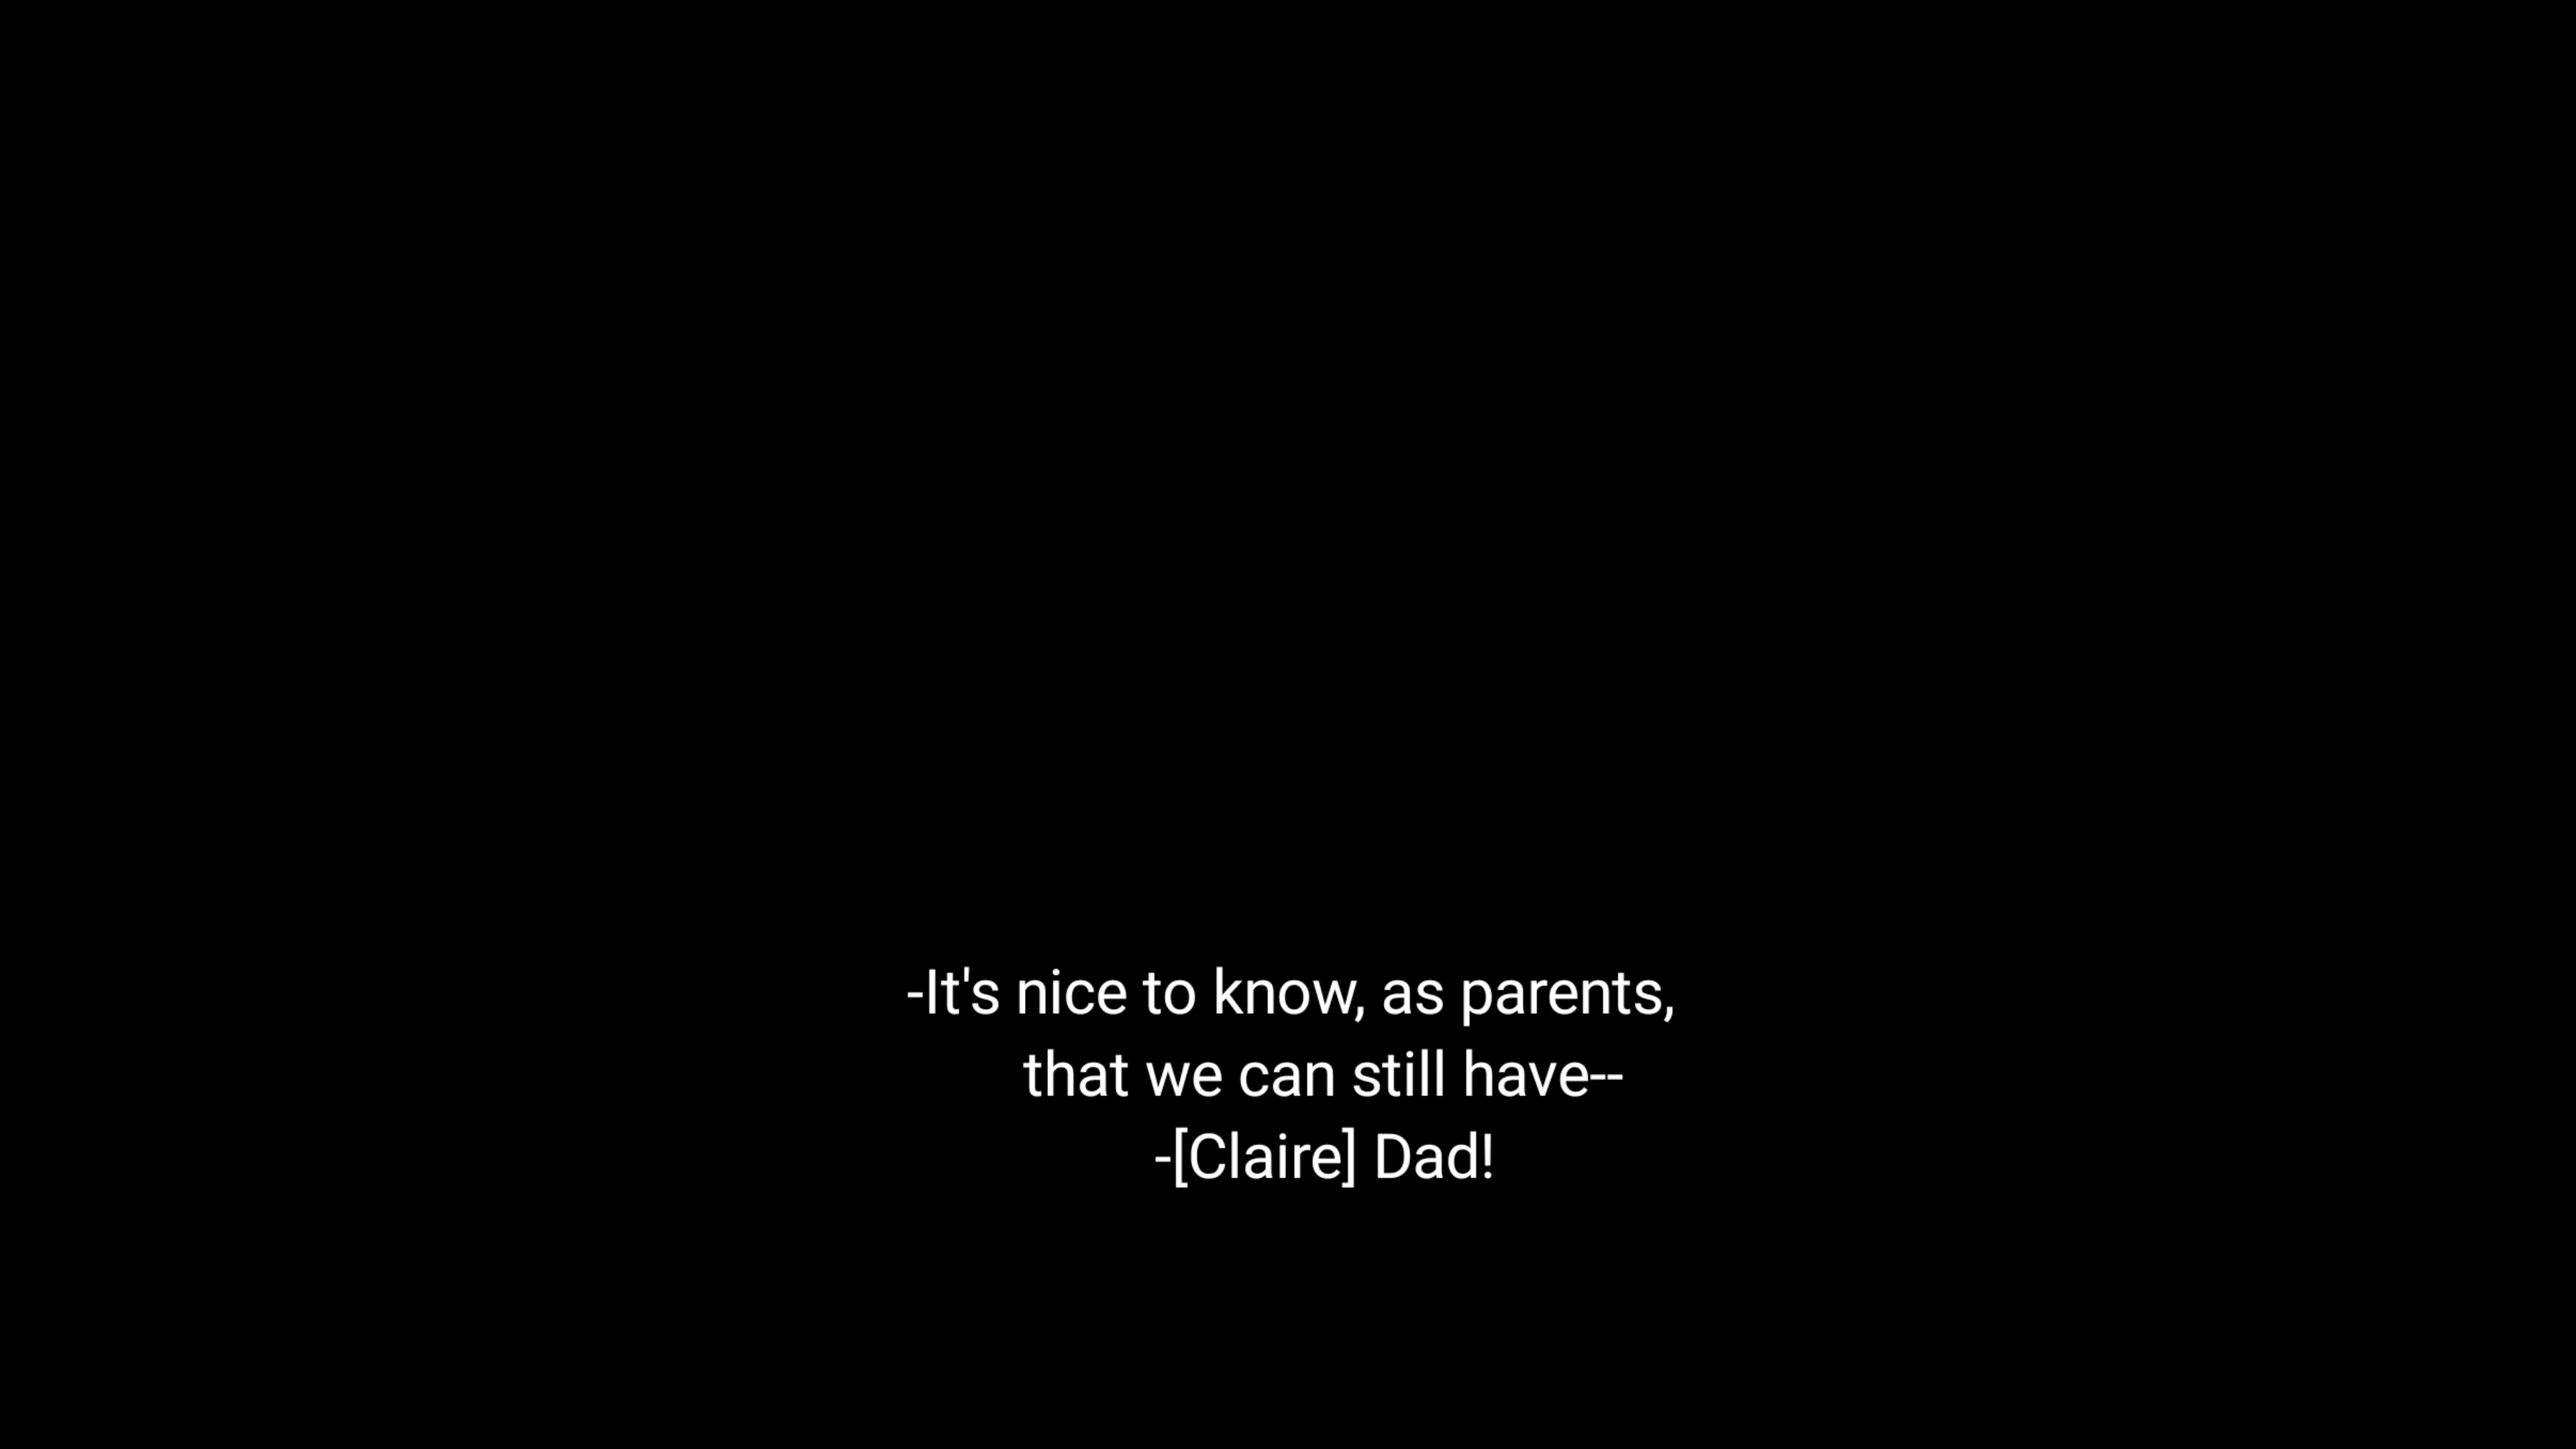 -It's nice to know, as parents,
that we can still have--
-[Claire] Dad!